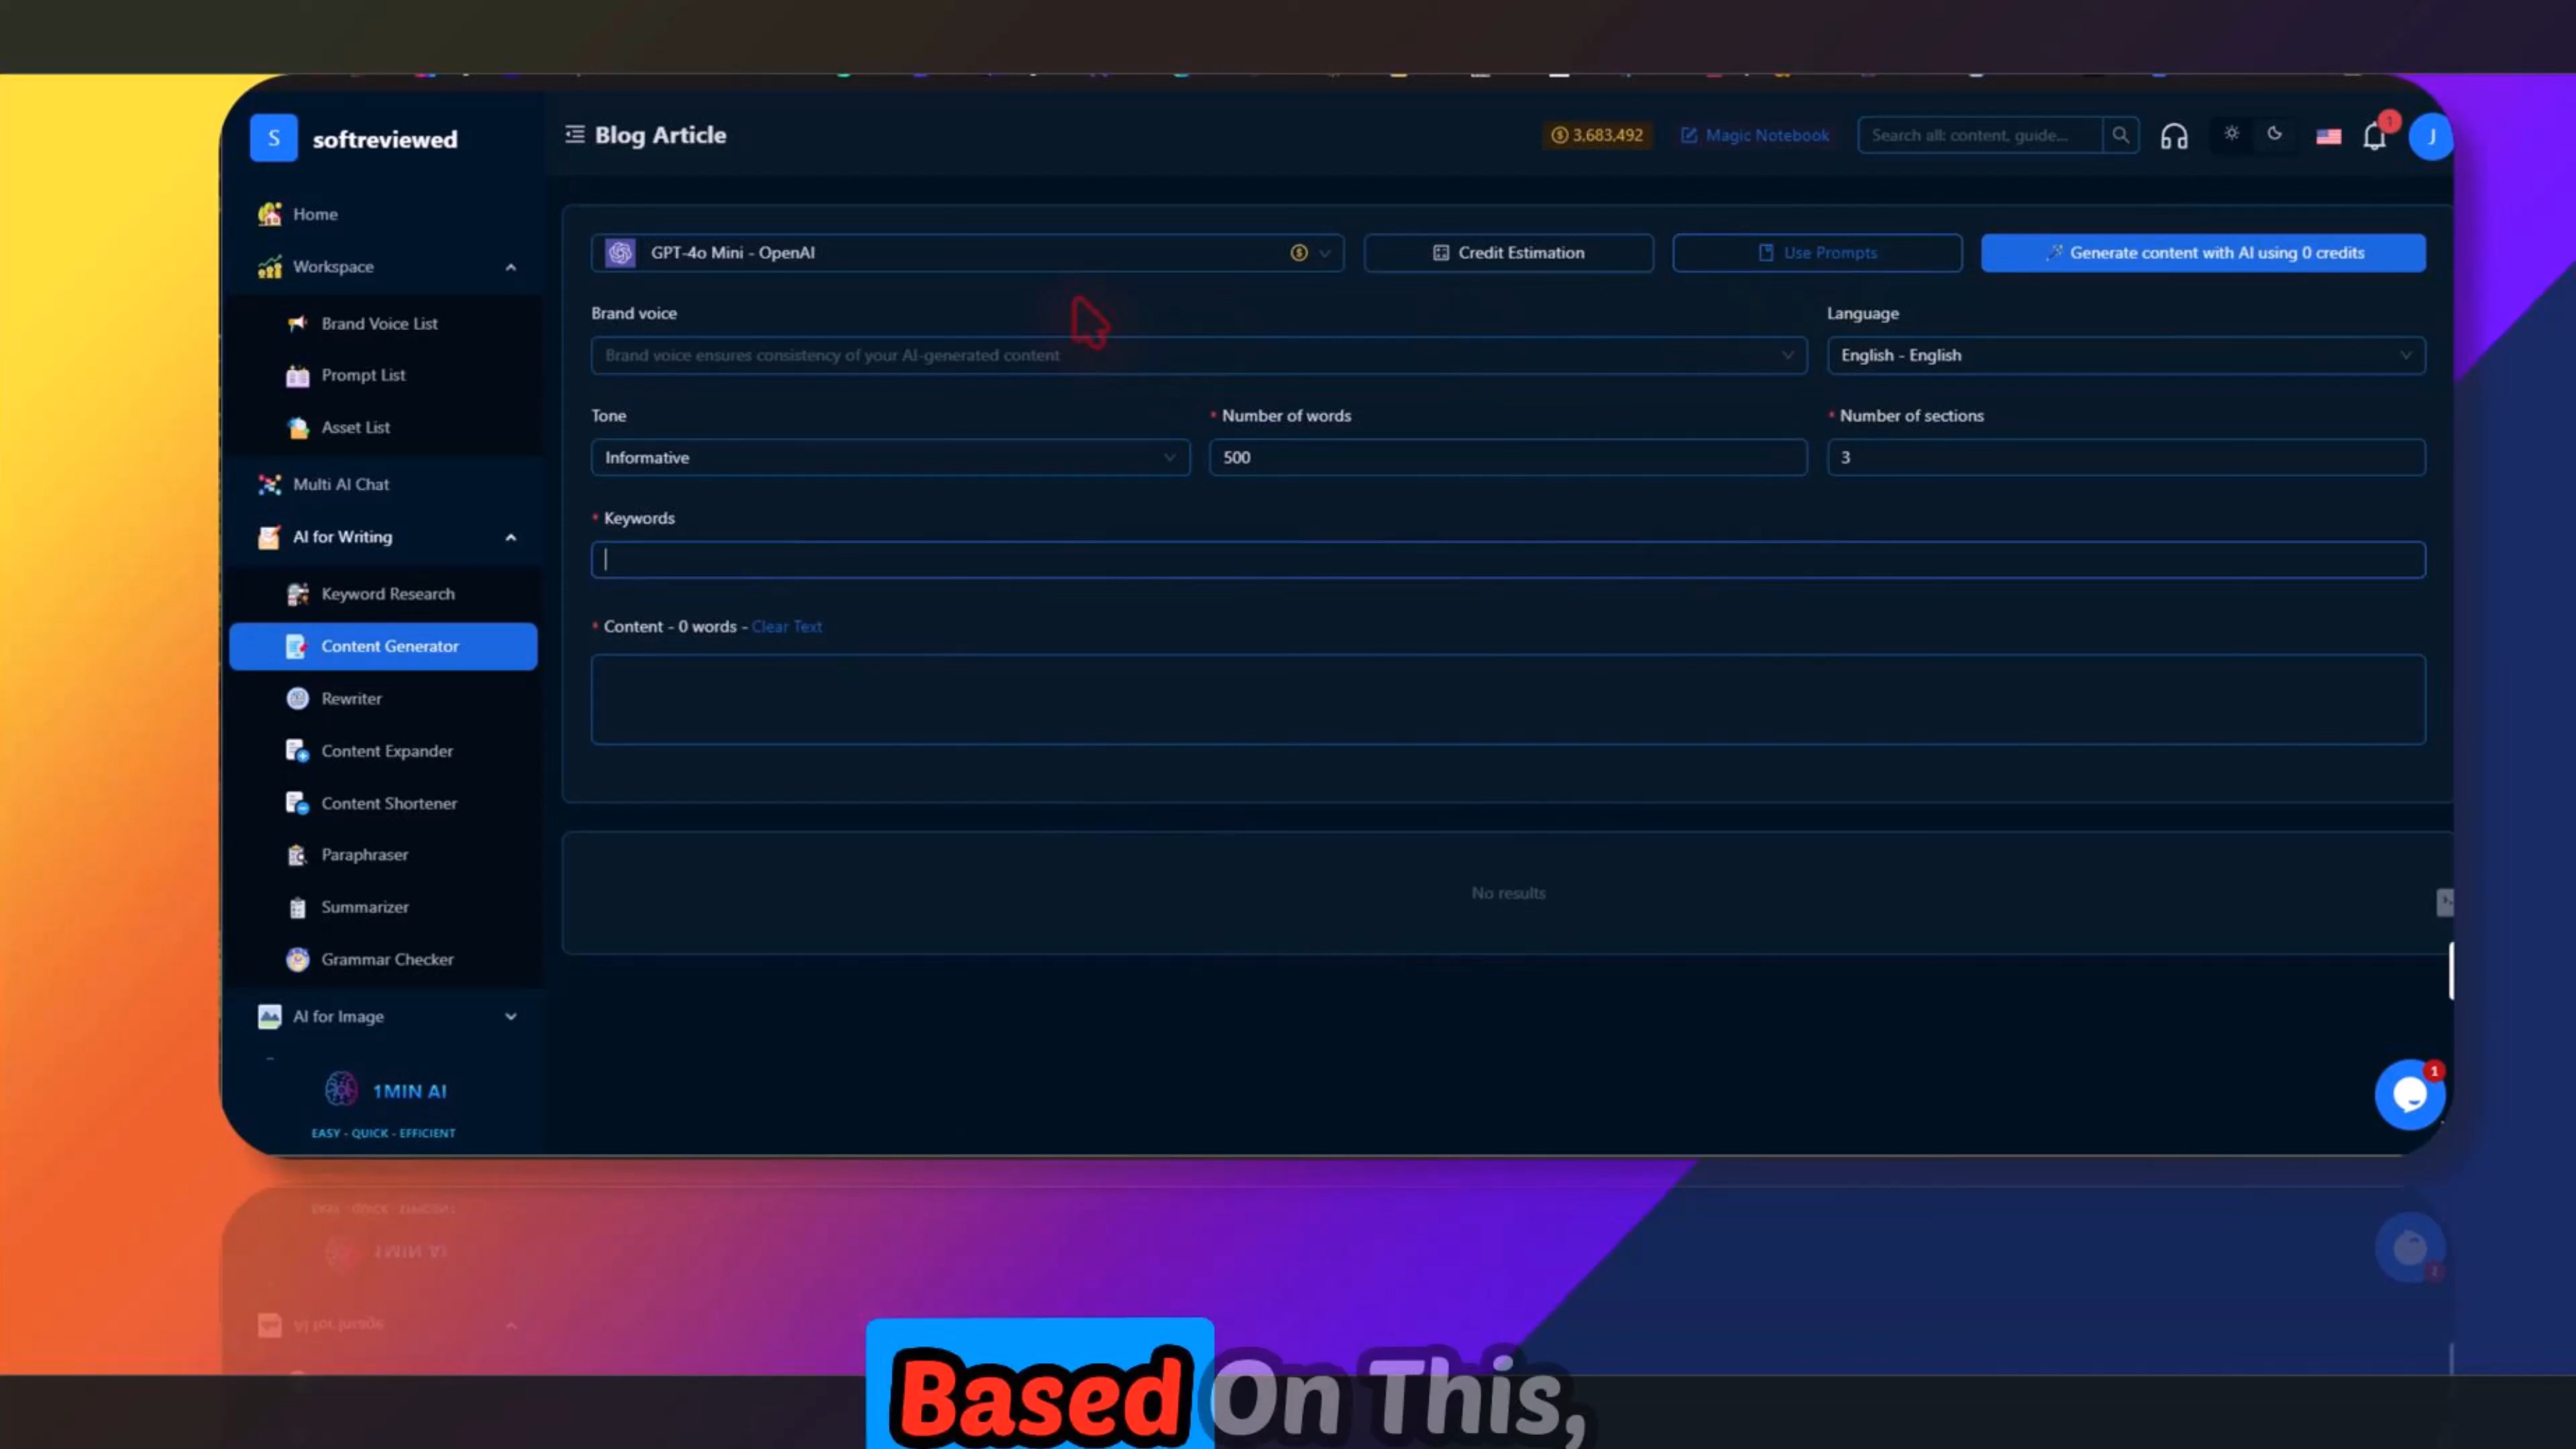 S softreviewed
Blog Article
3,683,492
Magic Notebook
Search all: content, guide...
1
J
Home
Workspace
Brand Voice List
Prompt List
Asset List
Multi AI Chat
AI for Writing
Keyword Research
Content Generator
Rewriter
Content Expander
Content Shortener
Paraphraser
Summarizer
Grammar Checker
AI for Image
1MIN AI
EASY - QUICK - EFFICIENT
GPT-4o Mini - OpenAI
Credit Estimation
Use Prompts
Generate content with AI using 0 credits
Brand voice
Language
Brand voice ensures consistency of your AI-generated content
English - English
Tone
* Number of words
* Number of sections
Informative
500
3
* Keywords
* Content - 0 words - Clear Text
No results
1
Based On This,